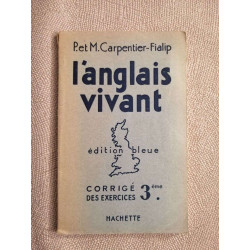 P. et M. Carpentier-Fialip
l'anglais
vivant
édition bleue
CORRIGÉ
DES EXERCICES 3ème.
HACHETTE